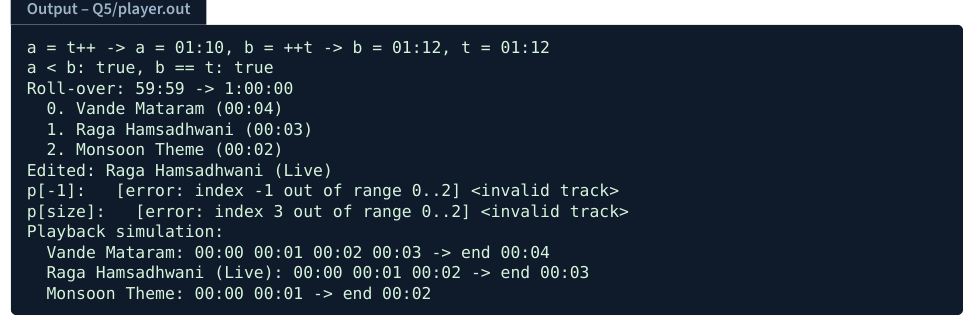 Output – Q5/player.out
a = t++ -> a = 01:10, b = ++t -> b = 01:12, t = 01:12
a < b: true, b == t: true
Roll-over: 59:59 -> 1:00:00
  0. Vande Mataram (00:04)
  1. Raga Hamsadhwani (00:03)
  2. Monsoon Theme (00:02)
Edited: Raga Hamsadhwani (Live)
p[-1]:   [error: index -1 out of range 0..2] <invalid track>
p[size]:   [error: index 3 out of range 0..2] <invalid track>
Playback simulation:
  Vande Mataram: 00:00 00:01 00:02 00:03 -> end 00:04
  Raga Hamsadhwani (Live): 00:00 00:01 00:02 -> end 00:03
  Monsoon Theme: 00:00 00:01 -> end 00:02